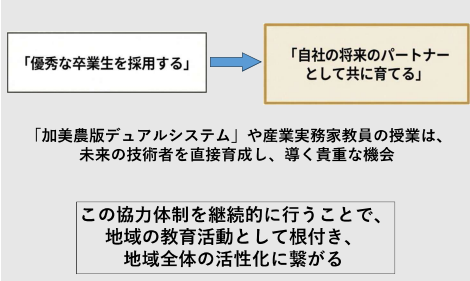 「優秀な卒業生を採用する」
「自社の将来のパートナー
として共に育てる」
「加美農版デュアルシステム」や産業実務家教員の授業は、
未来の技術者を直接育成し、導く貴重な機会
この協力体制を継続的に行うことで、
地域の教育活動として根付き、
地域全体の活性化に繋がる